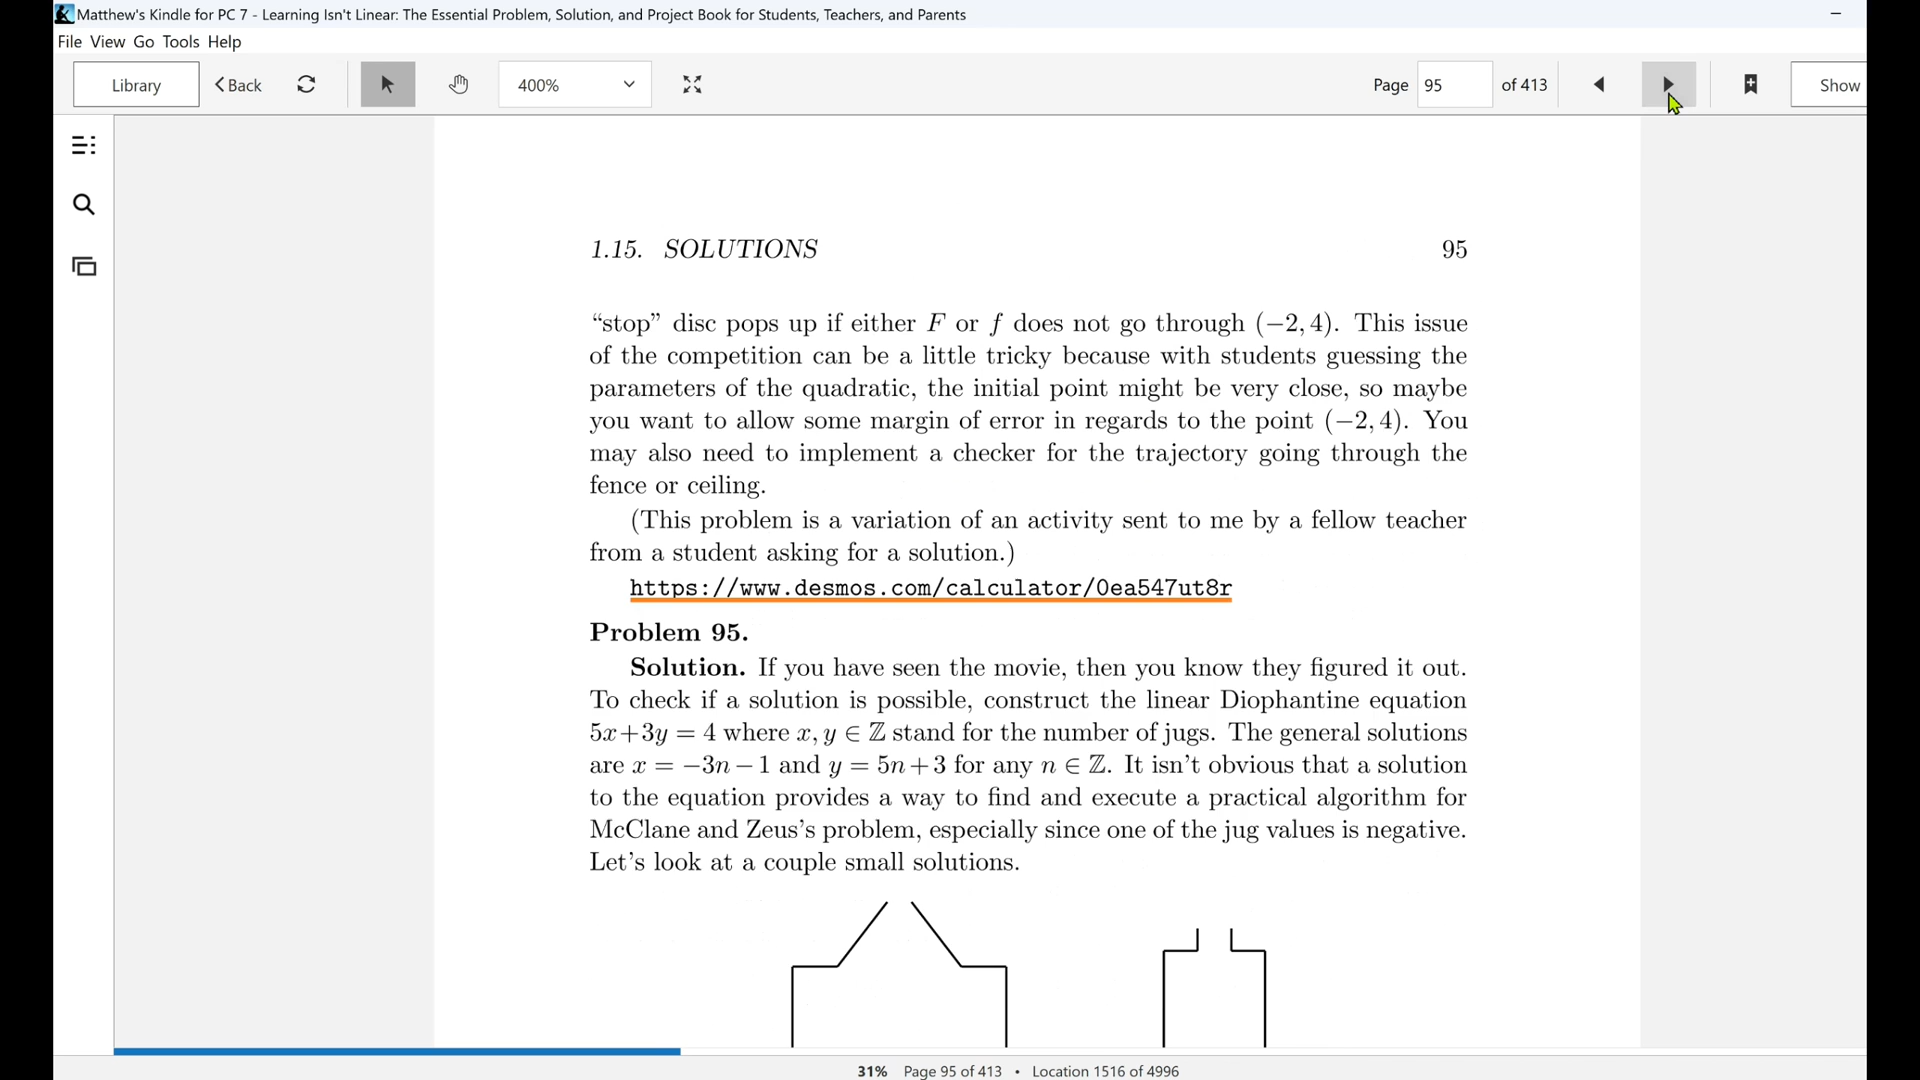 Matthew's Kindle for PC 7 - Learning Isn't Linear: The Essential Problem, Solution, and Project Book for Students, Teachers, and Parents
File View Go Tools Help
Library Back 400% Page 95 of 413 Show
1.15. SOLUTIONS 95
“stop” disc pops up if either F or f does not go through (−2, 4). This issue
of the competition can be a little tricky because with students guessing the
parameters of the quadratic, the initial point might be very close, so maybe
you want to allow some margin of error in regards to the point (−2, 4). You
may also need to implement a checker for the trajectory going through the
fence or ceiling.
(This problem is a variation of an activity sent to me by a fellow teacher
from a student asking for a solution.)
https://www.desmos.com/calculator/0ea547ut8r
Problem 95.
Solution. If you have seen the movie, then you know they figured it out.
To check if a solution is possible, construct the linear Diophantine equation
5x+3y = 4 where x, y ∈ ℤ stand for the number of jugs. The general solutions
are x = −3n − 1 and y = 5n + 3 for any n ∈ ℤ. It isn't obvious that a solution
to the equation provides a way to find and execute a practical algorithm for
McClane and Zeus's problem, especially since one of the jug values is negative.
Let's look at a couple small solutions.
31% Page 95 of 413 • Location 1516 of 4996